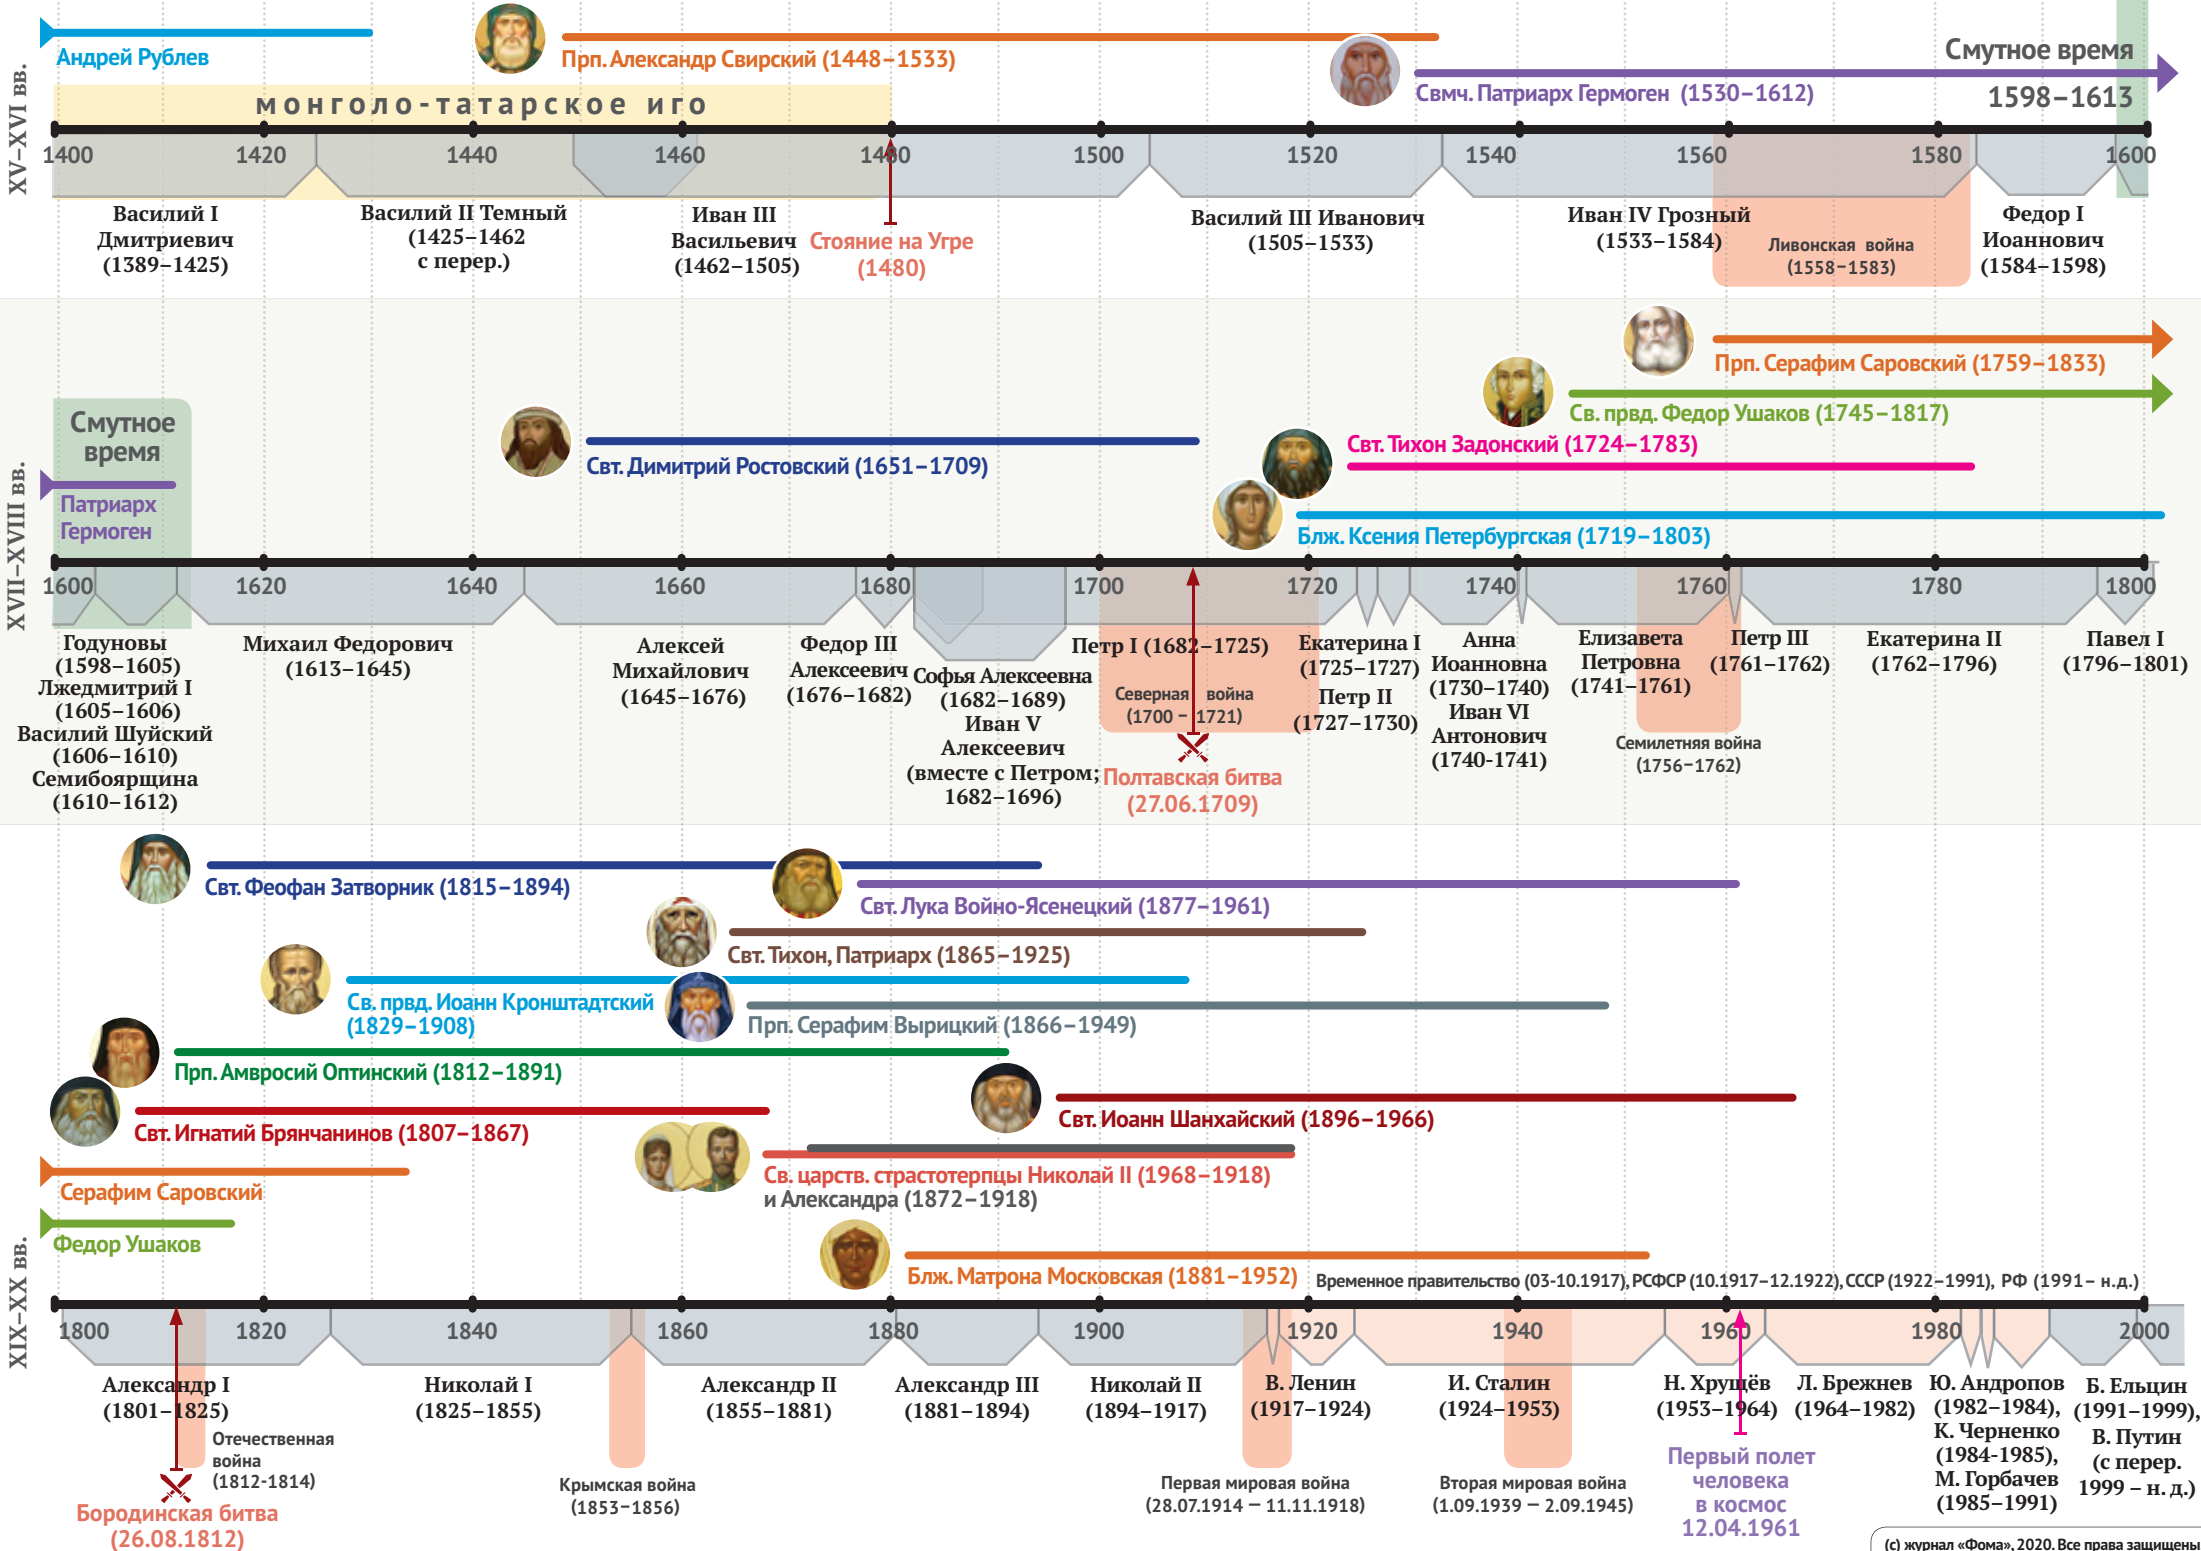 XV–XVI вв.
Андрей Рублев
Прп. Александр Свирский (1448–1533)
Свмч. Патриарх Гермоген (1530–1612)
Смутное время
1598–1613
монголо-татарское иго
1400 1420 1440 1460 1480 1500 1520 1540 1560 1580 1600
Василий I
Дмитриевич
(1389–1425)
Василий II Темный
(1425–1462
с перер.)
Иван III
Васильевич
(1462–1505)
Стояние на Угре
(1480)
Василий III Иванович
(1505–1533)
Иван IV Грозный
(1533–1584)
Ливонская война
(1558–1583)
Федор I
Иоаннович
(1584–1598)
XVII–XVIII вв.
Прп. Серафим Саровский (1759–1833)
Св. првд. Федор Ушаков (1745–1817)
Свт. Тихон Задонский (1724–1783)
Свт. Димитрий Ростовский (1651–1709)
Блж. Ксения Петербургская (1719–1803)
Смутное
время
Патриарх
Гермоген
1600 1620 1640 1660 1680 1700 1720 1740 1760 1780 1800
Годуновы
(1598–1605)
Лжедмитрий I
(1605–1606)
Василий Шуйский
(1606–1610)
Семибоярщина
(1610–1612)
Михаил Федорович
(1613–1645)
Алексей
Михайлович
(1645–1676)
Федор III
Алексеевич
(1676–1682)
Софья Алексеевна
(1682–1689)
Иван V
Алексеевич
(вместе с Петром;
1682–1696)
Петр I (1682–1725)
Северная война
(1700 – 1721)
Полтавская битва
(27.06.1709)
Екатерина I
(1725–1727)
Петр II
(1727–1730)
Анна
Иоанновна
(1730–1740)
Иван VI
Антонович
(1740-1741)
Елизавета
Петровна
(1741–1761)
Семилетняя война
(1756–1762)
Петр III
(1761–1762)
Екатерина II
(1762–1796)
Павел I
(1796–1801)
XIX–XX вв.
Свт. Феофан Затворник (1815–1894)
Свт. Лука Войно-Ясенецкий (1877–1961)
Свт. Тихон, Патриарх (1865–1925)
Св. првд. Иоанн Кронштадтский
(1829–1908)
Прп. Серафим Вырицкий (1866–1949)
Прп. Амвросий Оптинский (1812–1891)
Свт. Иоанн Шанхайский (1896–1966)
Свт. Игнатий Брянчанинов (1807–1867)
Св. царств. страстотерпцы Николай II (1968–1918)
и Александра (1872–1918)
Серафим Саровский
Федор Ушаков
Блж. Матрона Московская (1881–1952)
Временное правительство (03-10.1917), РСФСР (10.1917–12.1922), СССР (1922–1991), РФ (1991– н.д.)
1800 1820 1840 1860 1880 1900 1920 1940 1960 1980 2000
Александр I
(1801–1825)
Отечественная
война
(1812-1814)
Бородинская битва
(26.08.1812)
Николай I
(1825–1855)
Крымская война
(1853–1856)
Александр II
(1855–1881)
Александр III
(1881–1894)
Николай II
(1894–1917)
Первая мировая война
(28.07.1914 – 11.11.1918)
В. Ленин
(1917–1924)
И. Сталин
(1924–1953)
Вторая мировая война
(1.09.1939 – 2.09.1945)
Н. Хрущёв
(1953–1964)
Первый полет
человека
в космос
12.04.1961
Л. Брежнев
(1964–1982)
Ю. Андропов
(1982–1984),
К. Черненко
(1984-1985),
М. Горбачев
(1985–1991)
Б. Ельцин
(1991–1999),
В. Путин
(с перер.
1999 – н. д.)
(с) журнал «Фома», 2020. Все права защищены